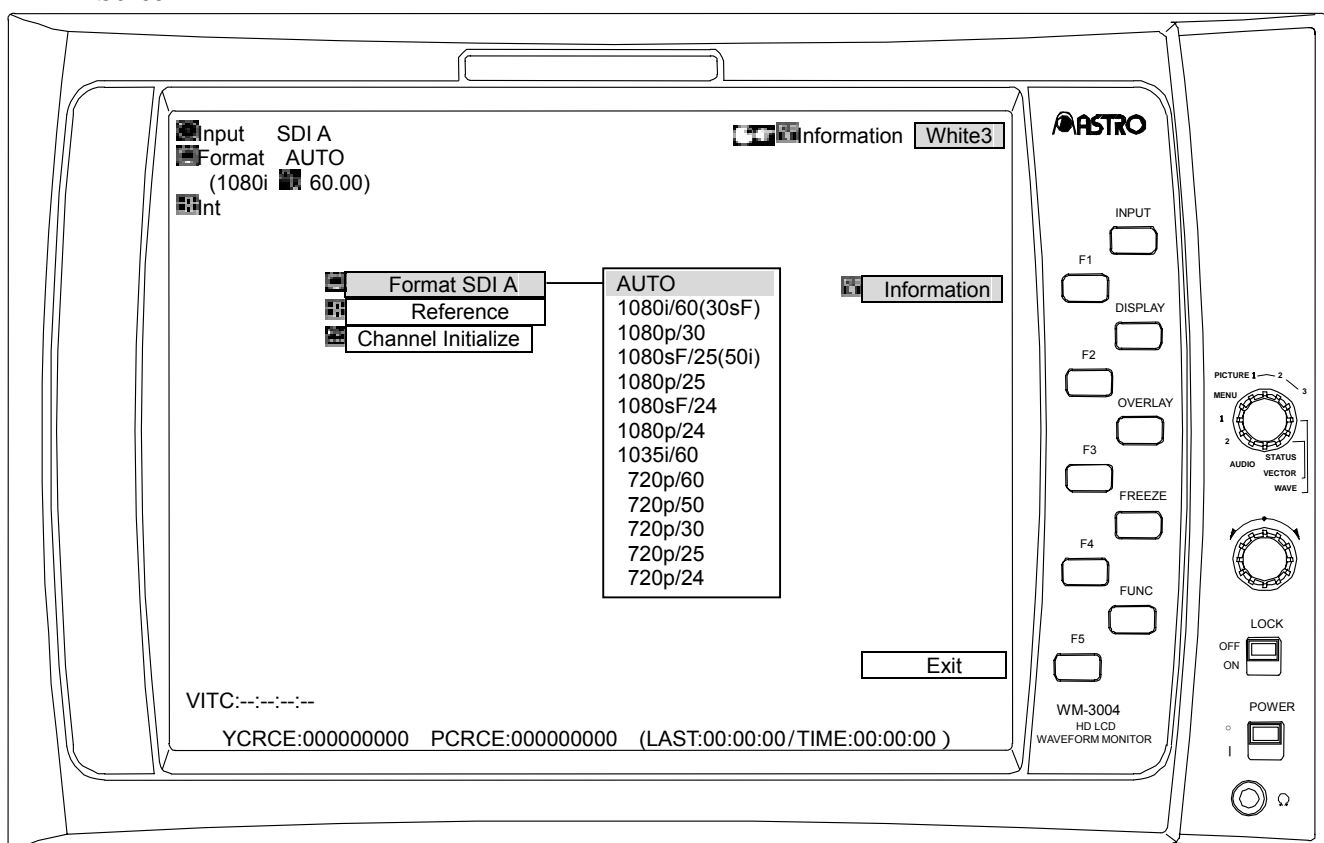 Input SDI A
Information White3
Format AUTO
(1080i 60.00)
Int
Format SDI A
Reference
Channel Initialize
AUTO
1080i/60(30sF)
1080p/30
1080sF/25(50i)
1080p/25
1080sF/24
1080p/24
1035i/60
720p/60
720p/50
720p/30
720p/25
720p/24
Information
Exit
VITC:--:--:--:--
YCRCE:000000000 PCRCE:000000000 (LAST:00:00:00/TIME:00:00:00 )
ASTRO
INPUT
F1
DISPLAY
F2
OVERLAY
F3
FREEZE
F4
FUNC
F5
WM-3004
HD LCD
WAVEFORM MONITOR
PICTURE 1 2
3
MENU
1
2
AUDIO
STATUS
VECTOR
WAVE
LOCK
OFF
ON
POWER